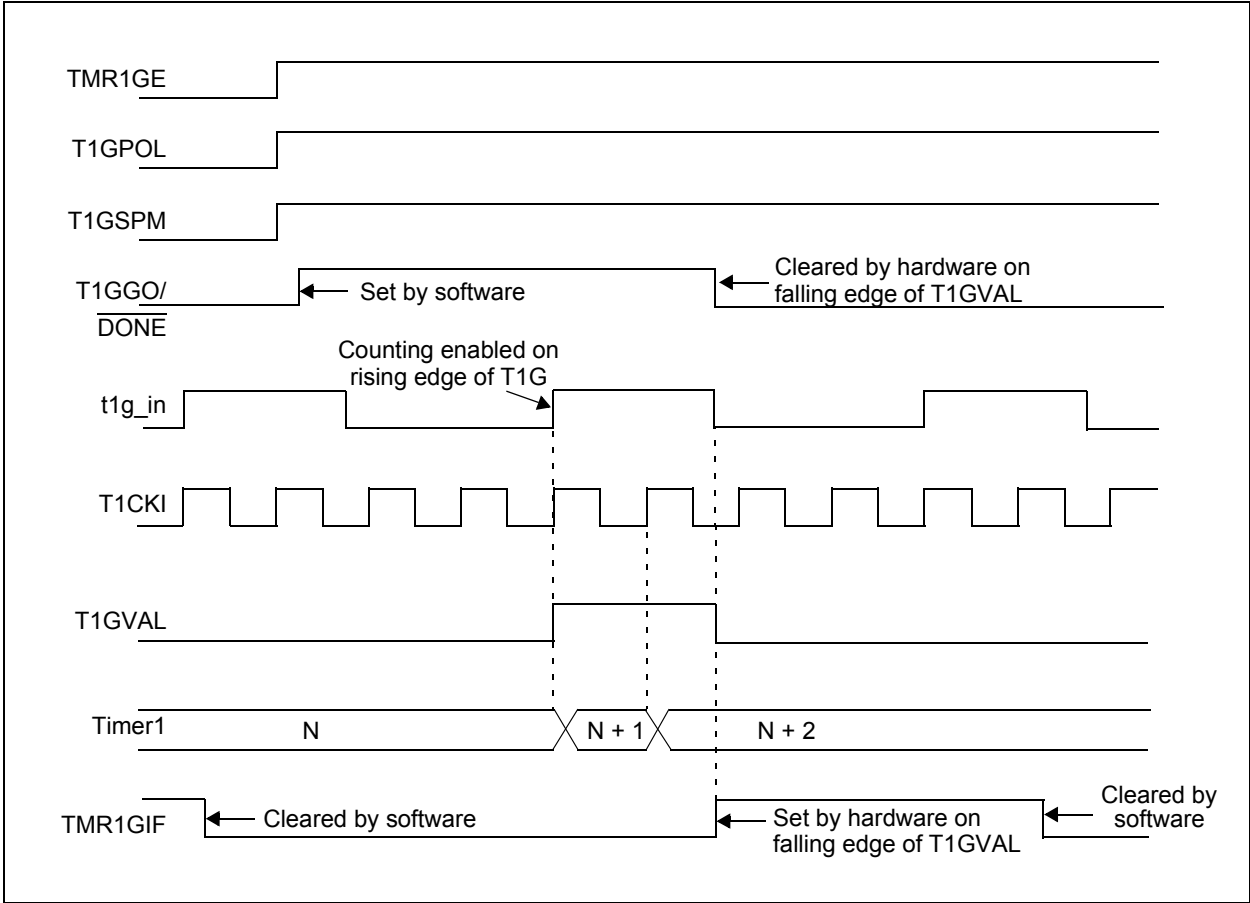 TMR1GE
T1GPOL
T1GSPM
T1GGO/
DONE
Set by software
Cleared by hardware on
falling edge of T1GVAL
Counting enabled on
rising edge of T1G
t1g_in
T1CKI
T1GVAL
Timer1
N
N + 1
N + 2
TMR1GIF
Cleared by software
Set by hardware on
falling edge of T1GVAL
Cleared by
software